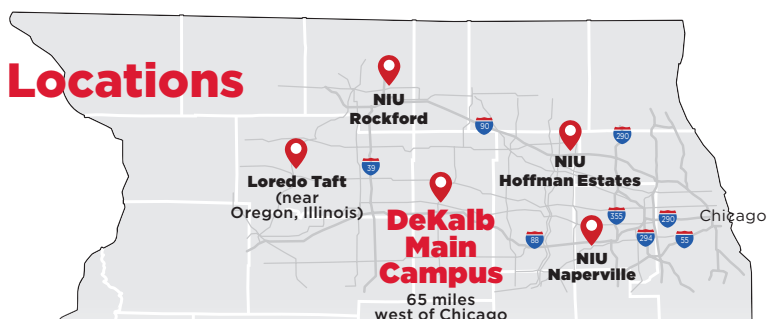 Locations
NIU
Rockford
90
290
NIU
Hoffman Estates
39
Loredo Taft
(near
Oregon, Illinois)
DeKalb
Main
Campus
65 miles
west of Chicago
88
355
290
Chicago
294
55
NIU
Naperville